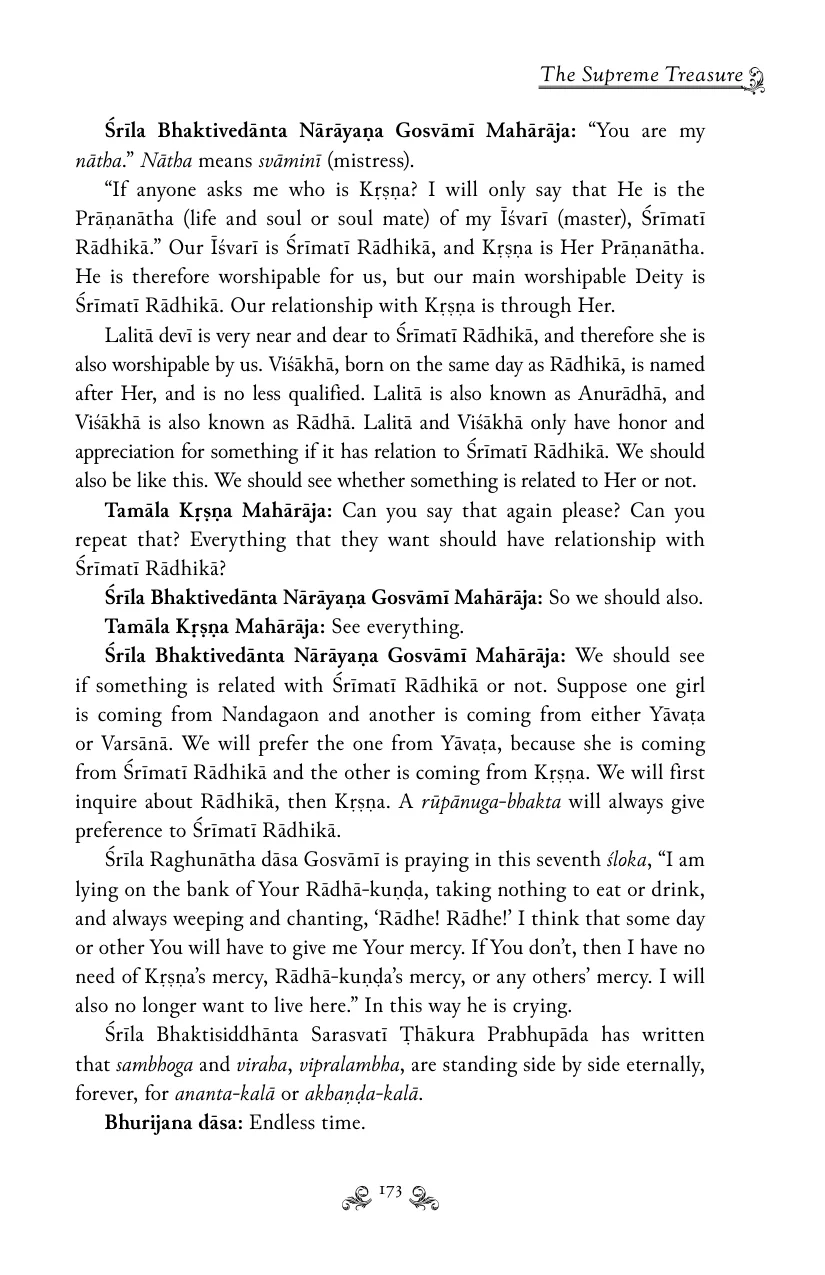 The Supreme Treasure
Śrīla Bhaktivedānta Nārāyaṇa Gosvāmī Mahārāja: “You are my
nātha.” Nātha means svāminī (mistress).
“If anyone asks me who is Kṛṣṇa? I will only say that He is the
Prāṇanātha (life and soul or soul mate) of my Īśvarī (master), Śrīmatī
Rādhikā.” Our Īśvarī is Śrīmatī Rādhikā, and Kṛṣṇa is Her Prāṇanātha.
He is therefore worshipable for us, but our main worshipable Deity is
Śrīmatī Rādhikā. Our relationship with Kṛṣṇa is through Her.
Lalitā devī is very near and dear to Śrīmatī Rādhikā, and therefore she is
also worshipable by us. Viśākhā, born on the same day as Rādhikā, is named
after Her, and is no less qualified. Lalitā is also known as Anurādhā, and
Viśākhā is also known as Rādhā. Lalitā and Viśākhā only have honor and
appreciation for something if it has relation to Śrīmatī Rādhikā. We should
also be like this. We should see whether something is related to Her or not.
Tamāla Kṛṣṇa Mahārāja: Can you say that again please? Can you
repeat that? Everything that they want should have relationship with
Śrīmatī Rādhikā?
Śrīla Bhaktivedānta Nārāyaṇa Gosvāmī Mahārāja: So we should also.
Tamāla Kṛṣṇa Mahārāja: See everything.
Śrīla Bhaktivedānta Nārāyaṇa Gosvāmī Mahārāja: We should see
if something is related with Śrīmatī Rādhikā or not. Suppose one girl
is coming from Nandagaon and another is coming from either Yāvaṭa
or Varsānā. We will prefer the one from Yāvaṭa, because she is coming
from Śrīmatī Rādhikā and the other is coming from Kṛṣṇa. We will first
inquire about Rādhikā, then Kṛṣṇa. A rūpānuga-bhakta will always give
preference to Śrīmatī Rādhikā.
Śrīla Raghunātha dāsa Gosvāmī is praying in this seventh śloka, “I am
lying on the bank of Your Rādhā-kuṇḍa, taking nothing to eat or drink,
and always weeping and chanting, ‘Rādhe! Rādhe!’ I think that some day
or other You will have to give me Your mercy. If You don’t, then I have no
need of Kṛṣṇa’s mercy, Rādhā-kuṇḍa’s mercy, or any others’ mercy. I will
also no longer want to live here.” In this way he is crying.
Śrīla Bhaktisiddhānta Sarasvatī Ṭhākura Prabhupāda has written
that sambhoga and viraha, vipralambha, are standing side by side eternally,
forever, for ananta-kalā or akhaṇḍa-kalā.
Bhurijana dāsa: Endless time.
173